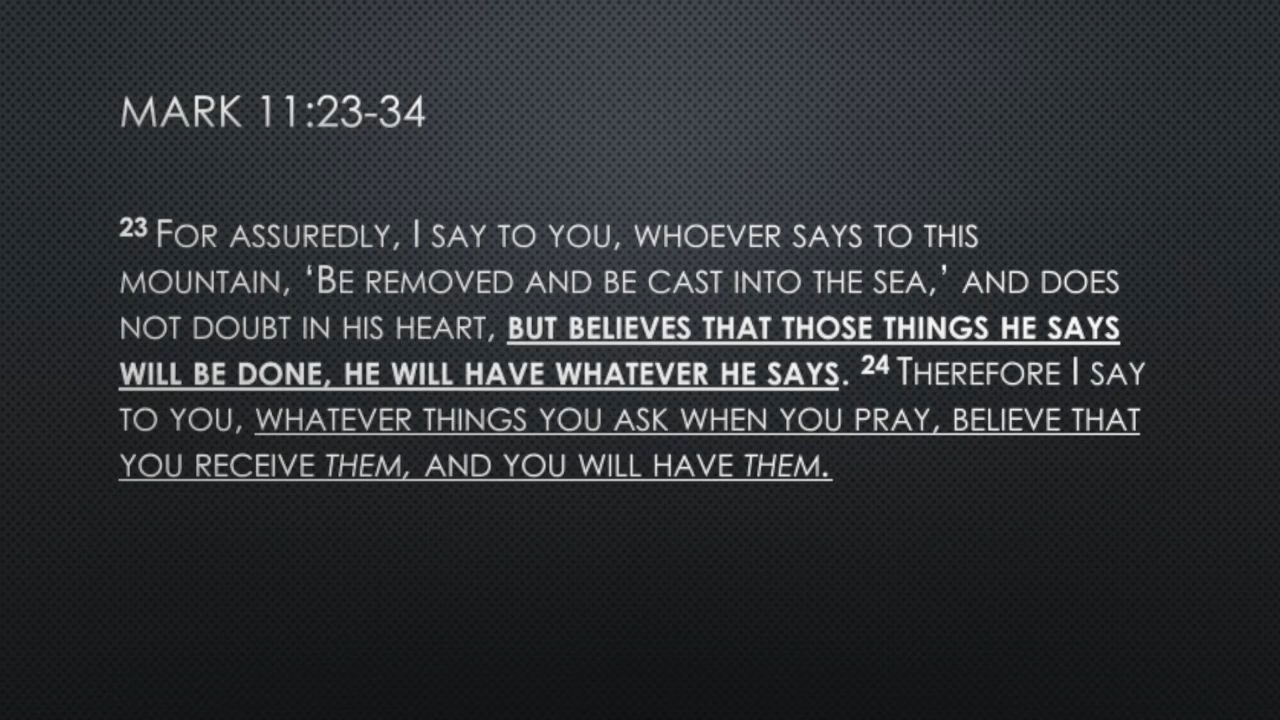 MARK 11:23-34
23 FOR ASSUREDLY, I SAY TO YOU, WHOEVER SAYS TO THIS
MOUNTAIN, ‘BE REMOVED AND BE CAST INTO THE SEA,’ AND DOES
NOT DOUBT IN HIS HEART, BUT BELIEVES THAT THOSE THINGS HE SAYS
WILL BE DONE, HE WILL HAVE WHATEVER HE SAYS. 24 THEREFORE I SAY
TO YOU, WHATEVER THINGS YOU ASK WHEN YOU PRAY, BELIEVE THAT
YOU RECEIVE THEM, AND YOU WILL HAVE THEM.